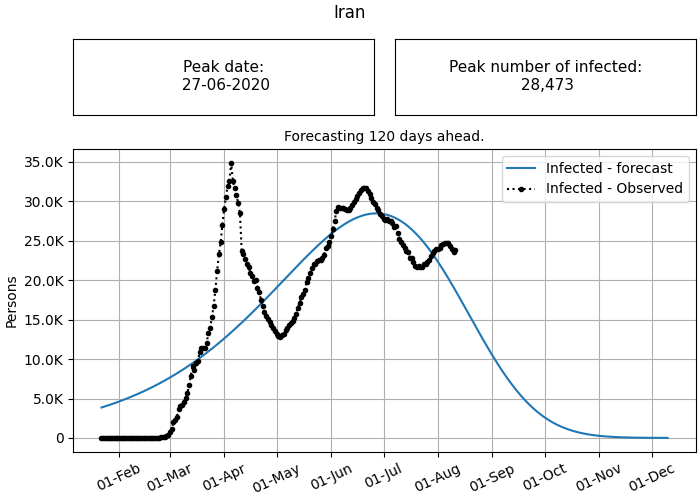 Iran
Peak date:
27-06-2020
Peak number of infected:
28,473
Forecasting 120 days ahead.
Infected - forecast
Infected - Observed
Persons
35.0K
30.0K
25.0K
20.0K
15.0K
10.0K
5.0K
0
01-Feb
01-Mar
01-Apr
01-May
01-Jun
01-Jul
01-Aug
01-Sep
01-Oct
01-Nov
01-Dec